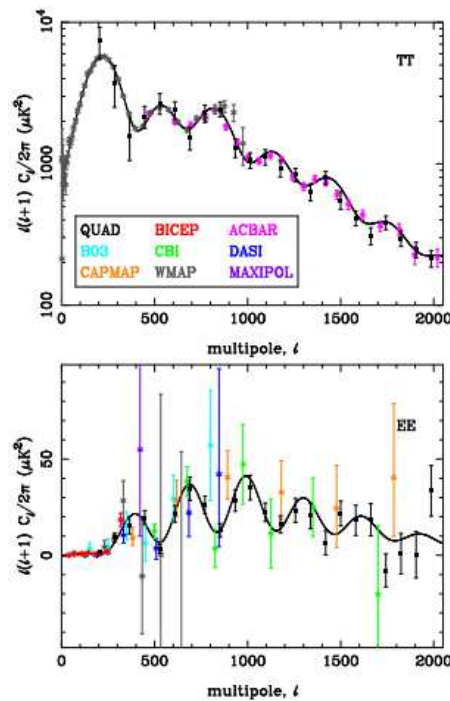 10⁴
1000
100
l(l+1) Cₗ/2π (μK²)
TT
QUAD BICEP ACBAR
B03 CBI DASI
CAPMAP WMAP MAXIPOL
0 500 1000 1500 2000
multipole, l
50
0
l(l+1) Cₗ/2π (μK²)
EE
0 500 1000 1500 2000
multipole, l